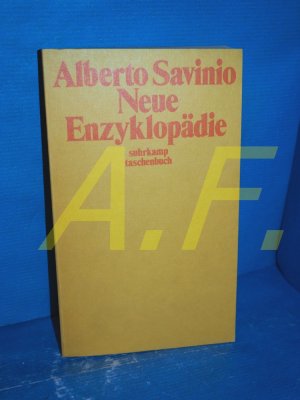 Alberto Savinio
Neue
Enzyklopädie
suhrkamp
taschenbuch
A.F.